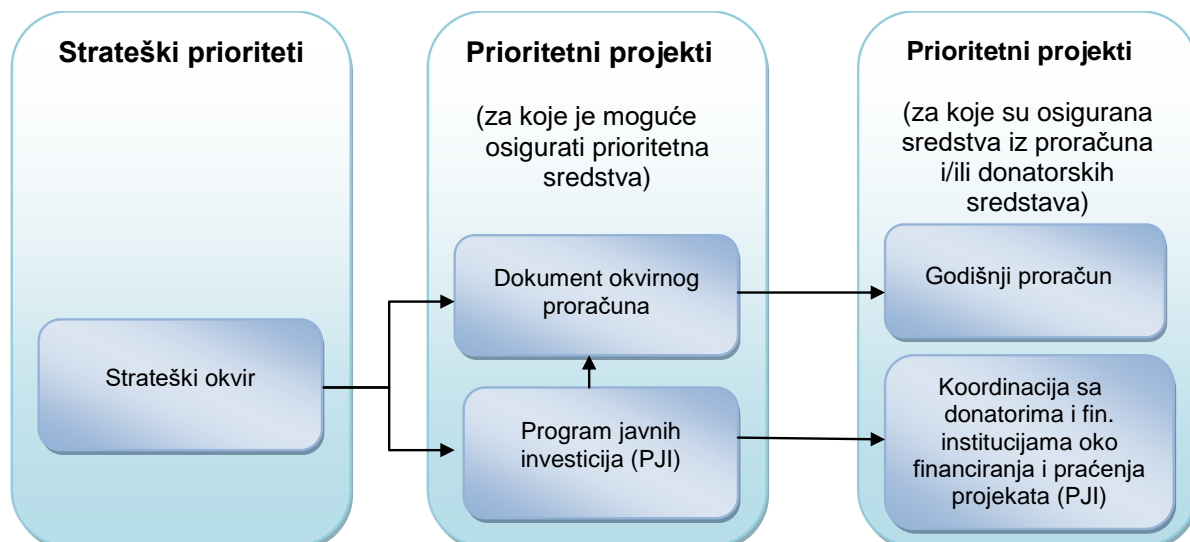 Strateški prioriteti
Strateški okvir
Prioritetni projekti
(za koje je moguće
osigurati prioritetna
sredstva)
Dokument okvirnog
proračuna
Program javnih
investicija (PJI)
Prioritetni projekti
(za koje su osigurana
sredstva iz proračuna
i/ili donatorskih
sredstava)
Godišnji proračun
Koordinacija sa
donatorima i fin.
institucijama oko
financiranja i praćenja
projekata (PJI)